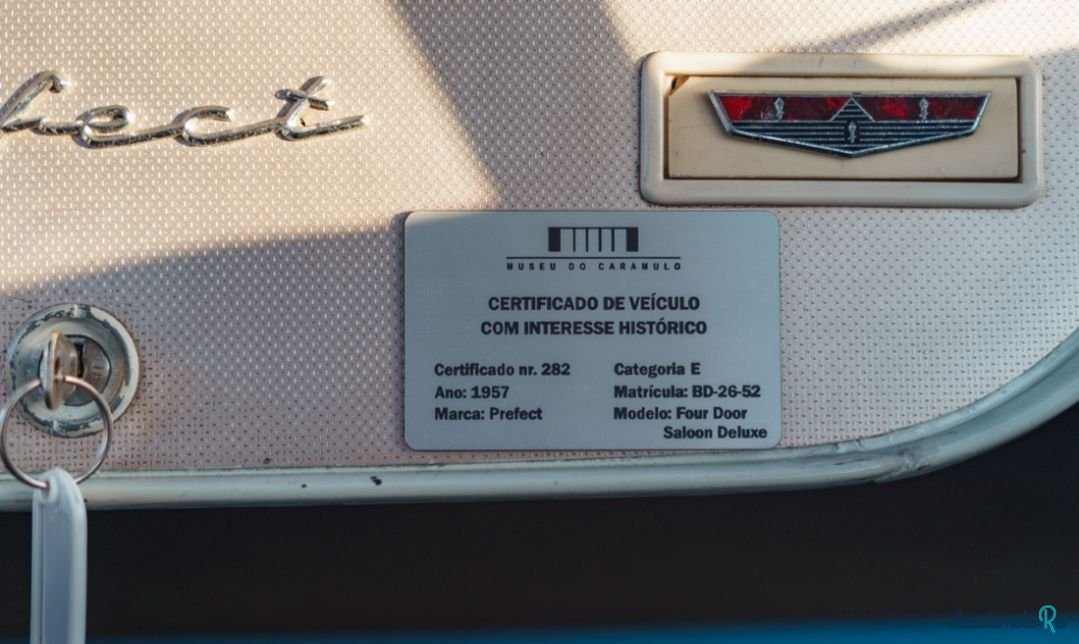 fect
MUSEU DO CARAMULO
CERTIFICADO DE VEÍCULO
COM INTERESSE HISTÓRICO
Certificado nr. 282
Categoria E
Ano: 1957
Matrícula: BD-26-52
Marca: Prefect
Modelo: Four Door
Saloon Deluxe